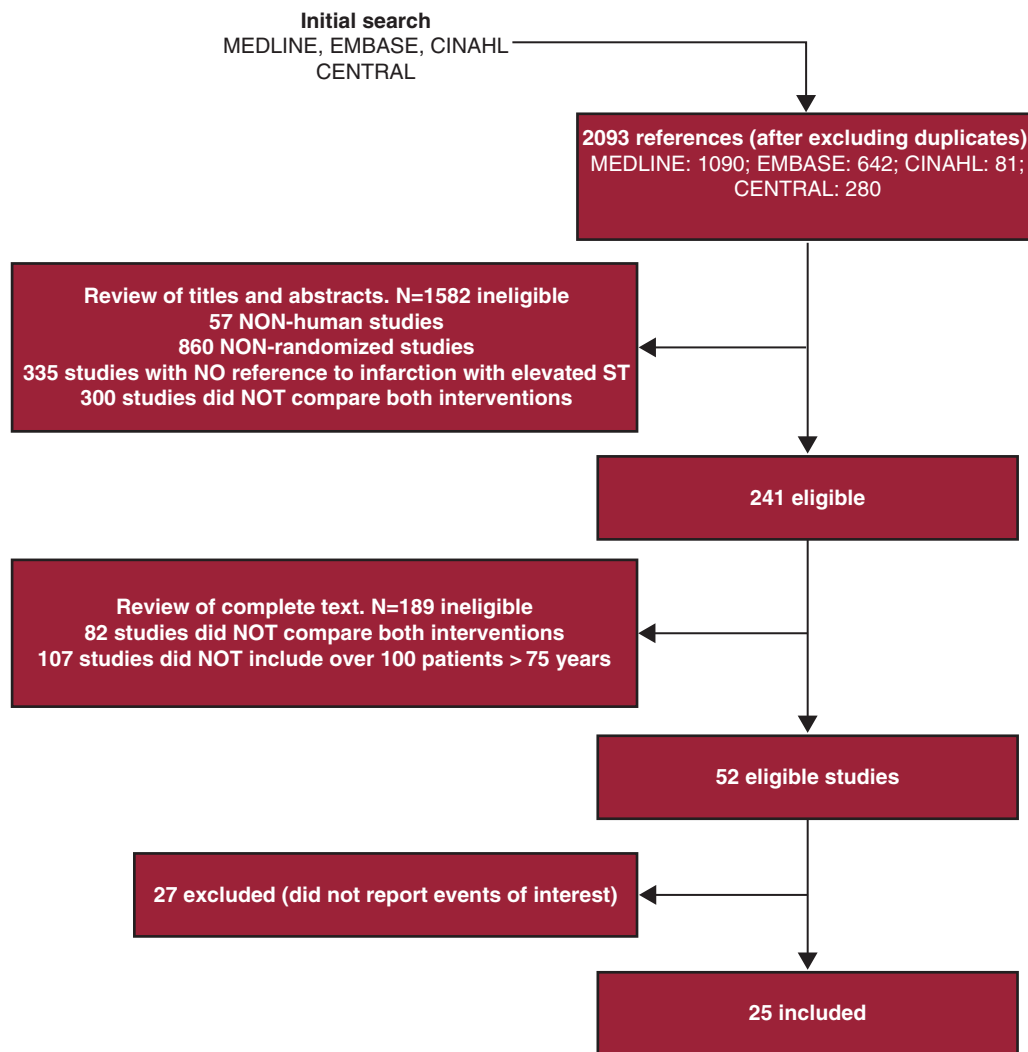 Initial search
MEDLINE, EMBASE, CINAHL
CENTRAL
2093 references (after excluding duplicates)
MEDLINE: 1090; EMBASE: 642; CINAHL: 81;
CENTRAL: 280
Review of titles and abstracts. N=1582 ineligible
57 NON-human studies
860 NON-randomized studies
335 studies with NO reference to infarction with elevated ST
300 studies did NOT compare both interventions
241 eligible
Review of complete text. N=189 ineligible
82 studies did NOT compare both interventions
107 studies did NOT include over 100 patients > 75 years
52 eligible studies
27 excluded (did not report events of interest)
25 included